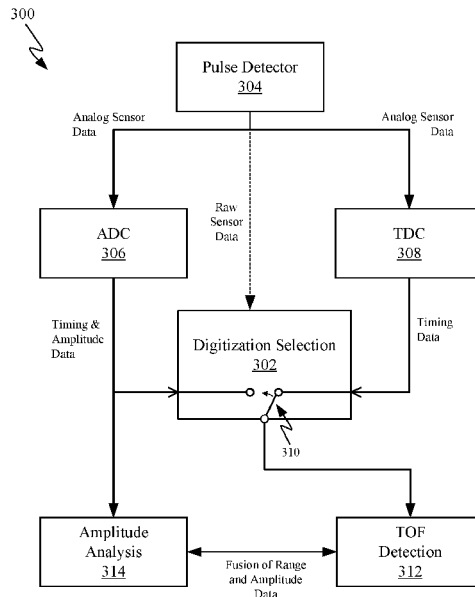 300
Pulse Detector
304
Analog Sensor
Data
Analog Sensor
Data
ADC
306
Raw
Sensor
Data
TDC
308
Timing &
Amplitude
Data
Timing Data
Digitization Selection
302
310
Amplitude
Analysis
314
Fusion of Range
and Amplitude
Data
TOF
Detection
312